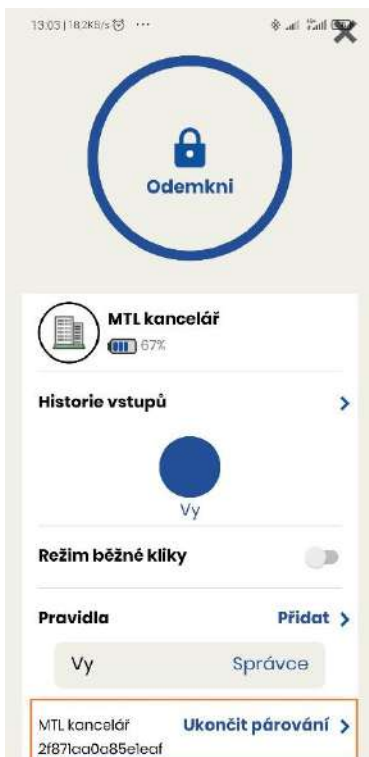 13:03 | 18,2KB/s
Odemkni
MTL kancelář
67%
Historie vstupů
Vy
Režim běžné kliky
Pravidla Přidat
Vy Správce
MTL kancelář Ukončit párování
2f871aa0a85e1eaf